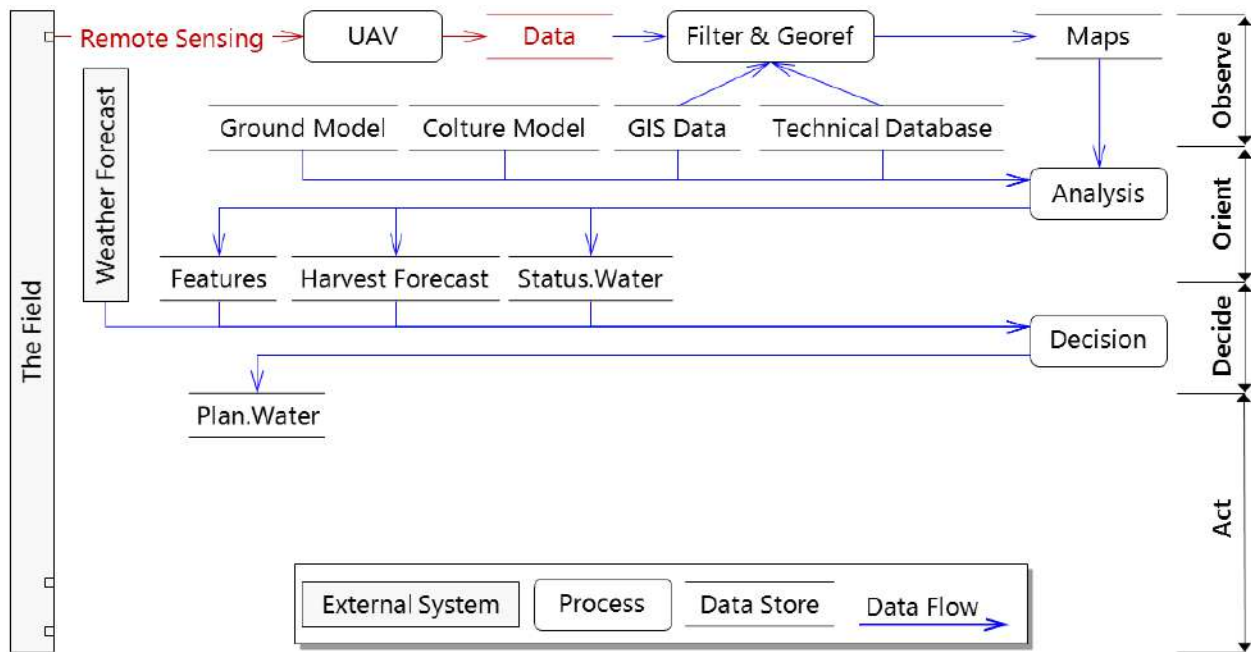 Remote Sensing
UAV
Data
Filter & Georef
Maps
Observe
Weather Forecast
Ground Model
Colture Model
GIS Data
Technical Database
Analysis
Orient
The Field
Features
Harvest Forecast
Status.Water
Decision
Decide
Plan.Water
Act
External System
Process
Data Store
Data Flow